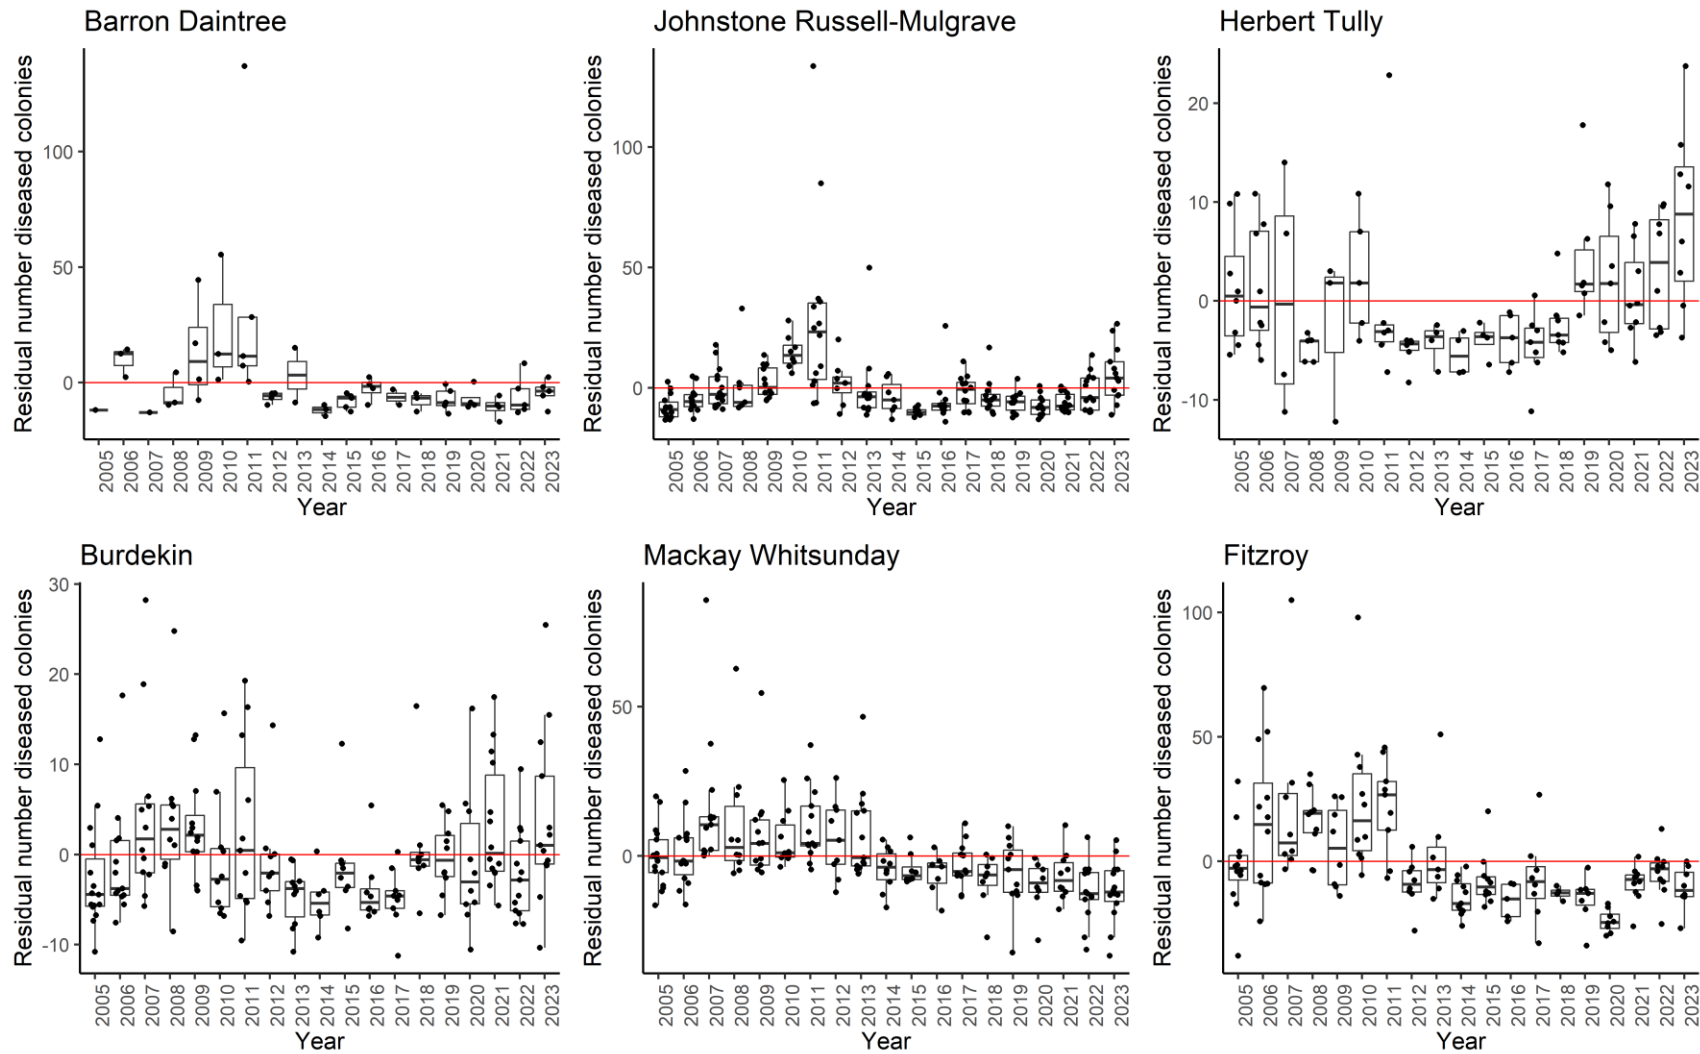 Barron Daintree
Residual number diseased colonies
100
50
0
2005 2006 2007 2008 2009 2010 2011 2012 2013 2014 2015 2016 2017 2018 2019 2020 2021 2022 2023
Year
Johnstone Russell-Mulgrave
Residual number diseased colonies
100
50
0
2005 2006 2007 2008 2009 2010 2011 2012 2013 2014 2015 2016 2017 2018 2019 2020 2021 2022 2023
Year
Herbert Tully
Residual number diseased colonies
20
10
0
-10
2005 2006 2007 2008 2009 2010 2011 2012 2013 2014 2015 2016 2017 2018 2019 2020 2021 2022 2023
Year
Burdekin
Residual number diseased colonies
30
20
10
0
-10
2005 2006 2007 2008 2009 2010 2011 2012 2013 2014 2015 2016 2017 2018 2019 2020 2021 2022 2023
Year
Mackay Whitsunday
Residual number diseased colonies
50
0
2005 2006 2007 2008 2009 2010 2011 2012 2013 2014 2015 2016 2017 2018 2019 2020 2021 2022 2023
Year
Fitzroy
Residual number diseased colonies
100
50
0
2005 2006 2007 2008 2009 2010 2011 2012 2013 2014 2015 2016 2017 2018 2019 2020 2021 2022 2023
Year